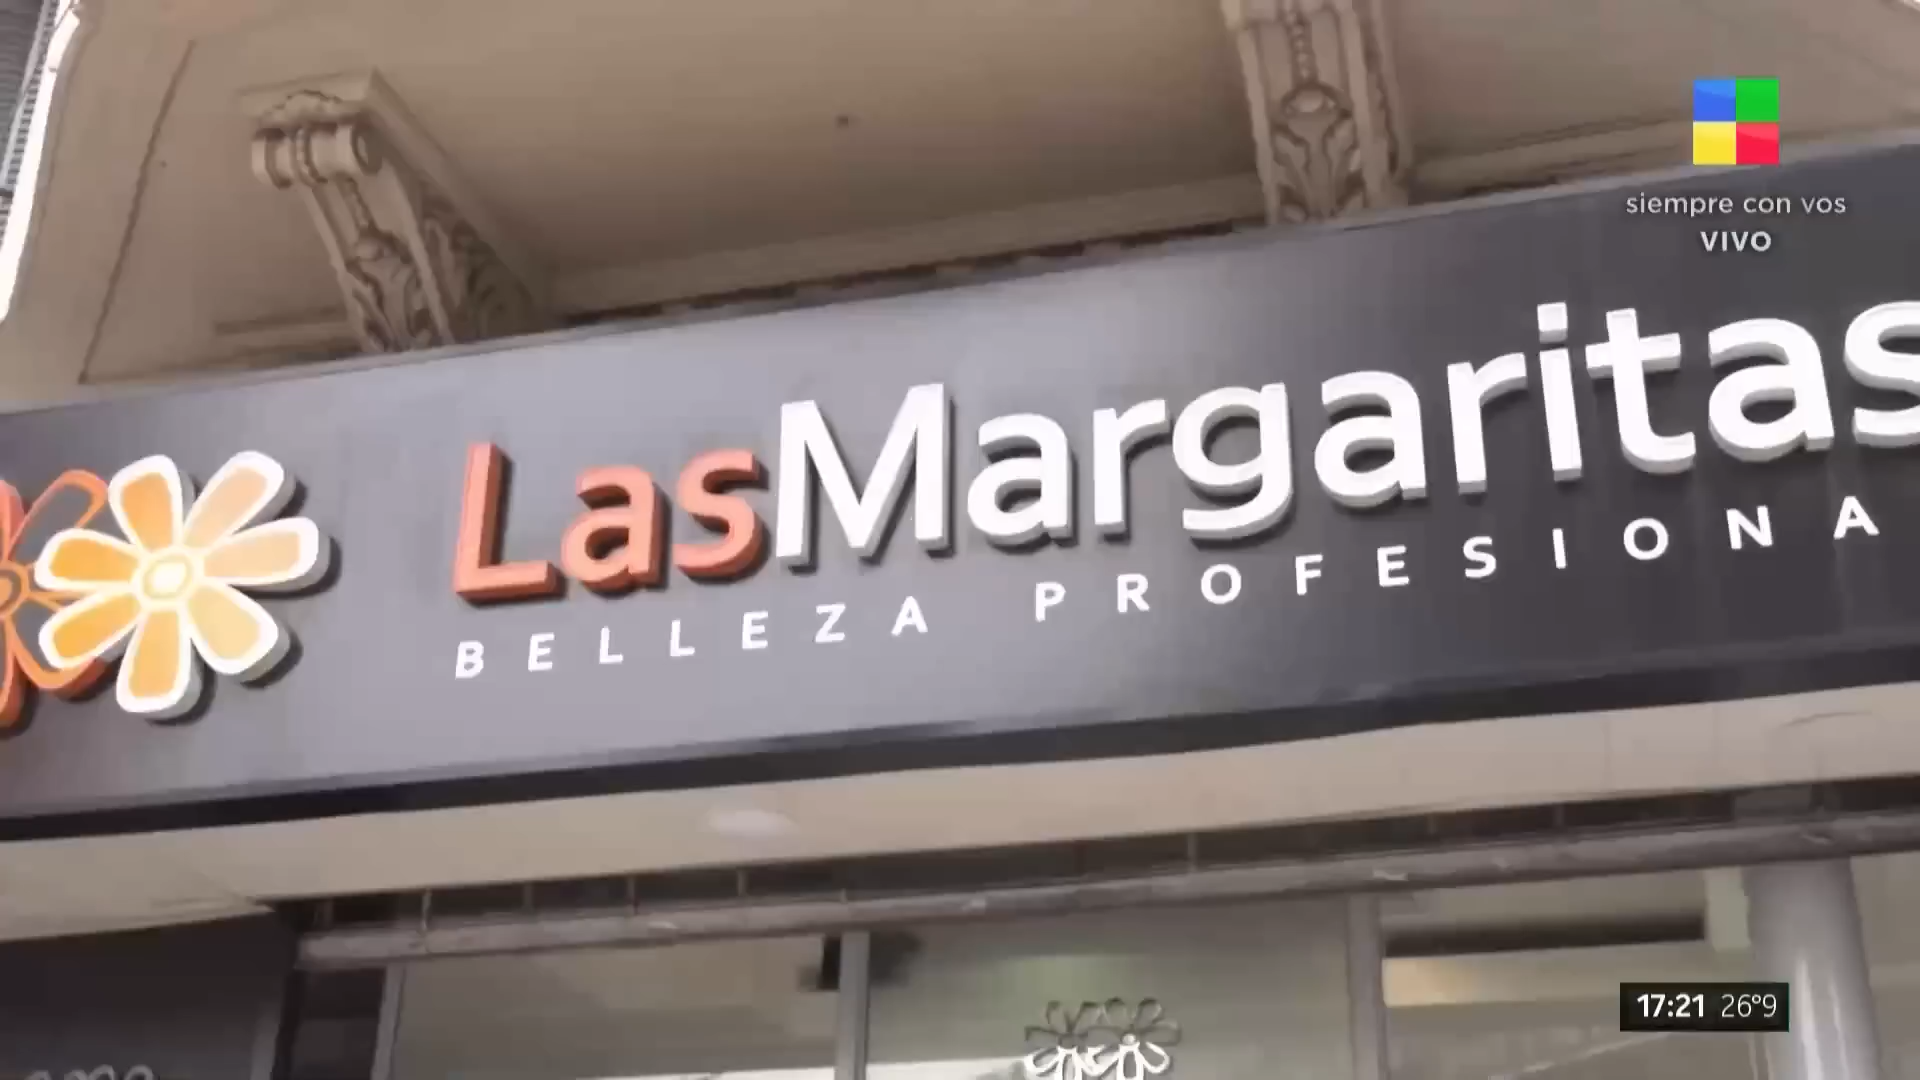 siempre con vos
VIVO
LasMargaritas
BELLEZA PROFESIONA
17:21 26°9